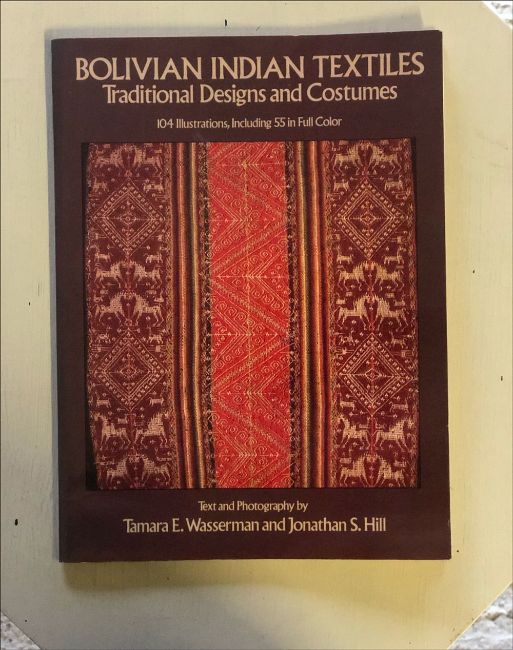 BOLIVIAN INDIAN TEXTILES
Traditional Designs and Costumes
104 Illustrations, Including 55 in Full Color
Text and Photography by
Tamara E. Wasserman and Jonathan S. Hill